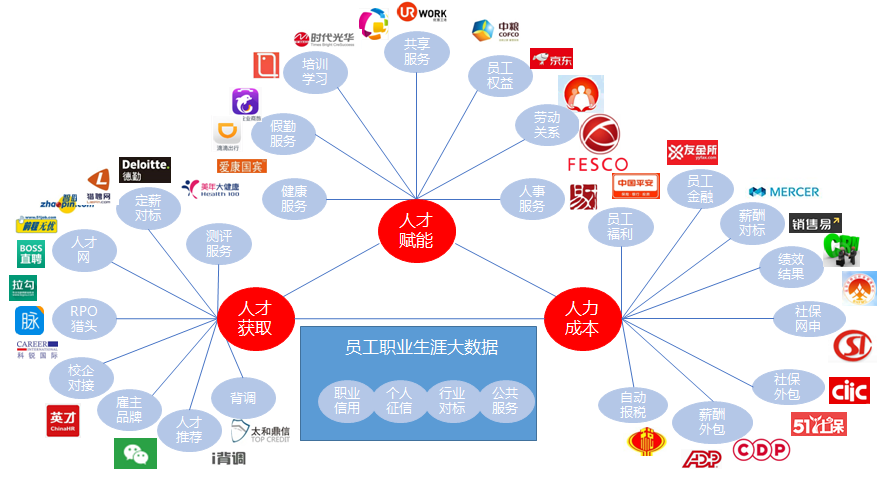 UR WORK
优客工场
时代光华
中粮
COFCO
共享
服务
培训
学习
员工
权益
京东
假勤
服务
劳动
关系
滴滴出行
FESCO
友金所
yyfax.com
爱康国宾
Deloitte.
德勤
猎聘网
智联
zhaopin.com
美年大健康
Health 100
健康
服务
人才
赋能
人事
服务
中国平安
员工
金融
MERCER
定薪
对标
员工
福利
薪酬
对标
销售易
前程无忧
BOSS
直聘
人才
网
测评
服务
绩效
结果
拉勾
脉
RPO
猎头
人才
获取
人力
成本
社保
网申
CAREER
INTERNATIONAL
科锐国际
员工职业生涯大数据
校企
对接
职业
信用
个人
征信
行业
对标
公共
服务
社保
外包
ciic
英才
ChinaHR
雇主
品牌
背调
自动
报税
人才
推荐
薪酬
外包
51社保
太和鼎信
TOP CREDIT
i背调
ADP
CDP